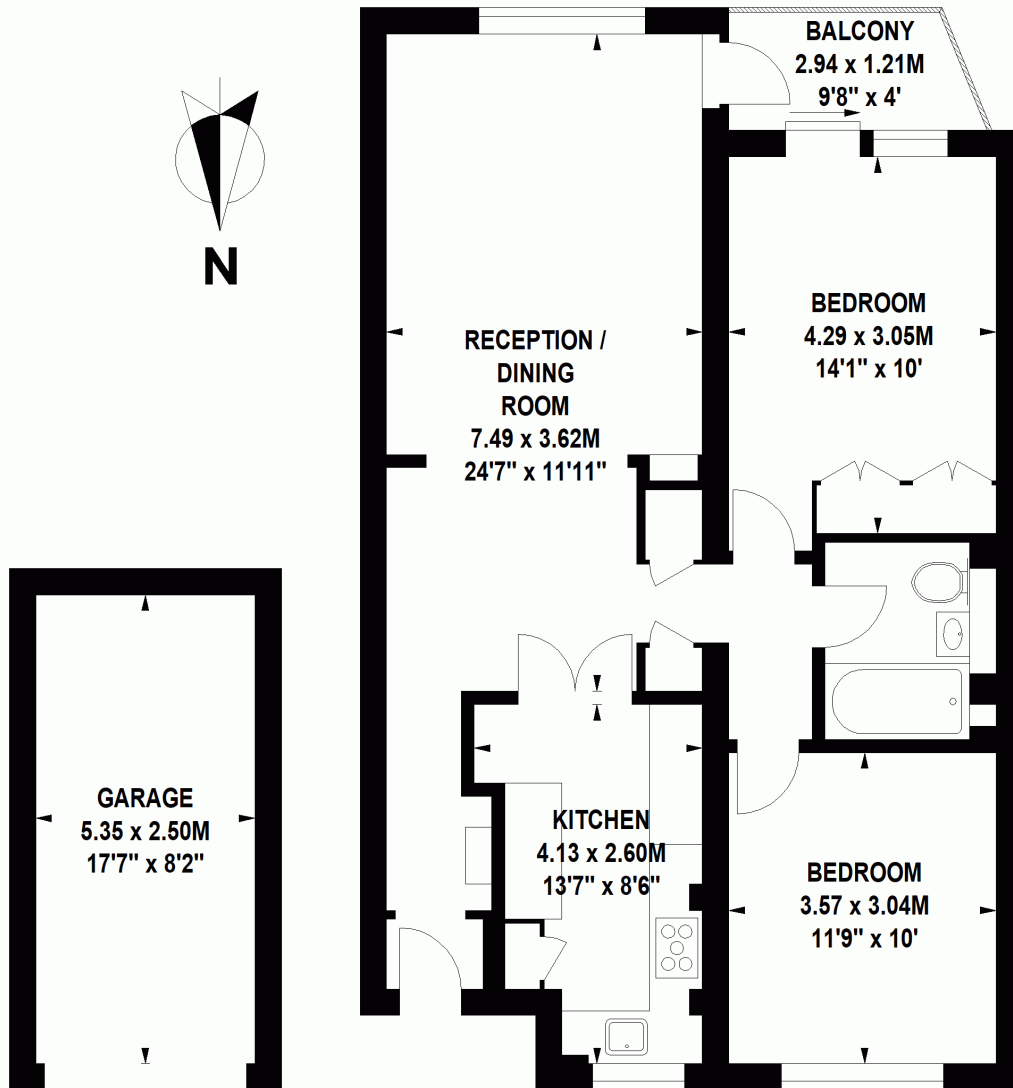 BALCONY
2.94 x 1.21M
9'8" x 4'
N
BEDROOM
4.29 x 3.05M
14'1" x 10'
RECEPTION /
DINING
ROOM
7.49 x 3.62M
24'7" x 11'11"
GARAGE
5.35 x 2.50M
17'7" x 8'2"
KITCHEN
4.13 x 2.60M
13'7" x 8'6"
BEDROOM
3.57 x 3.04M
11'9" x 10'